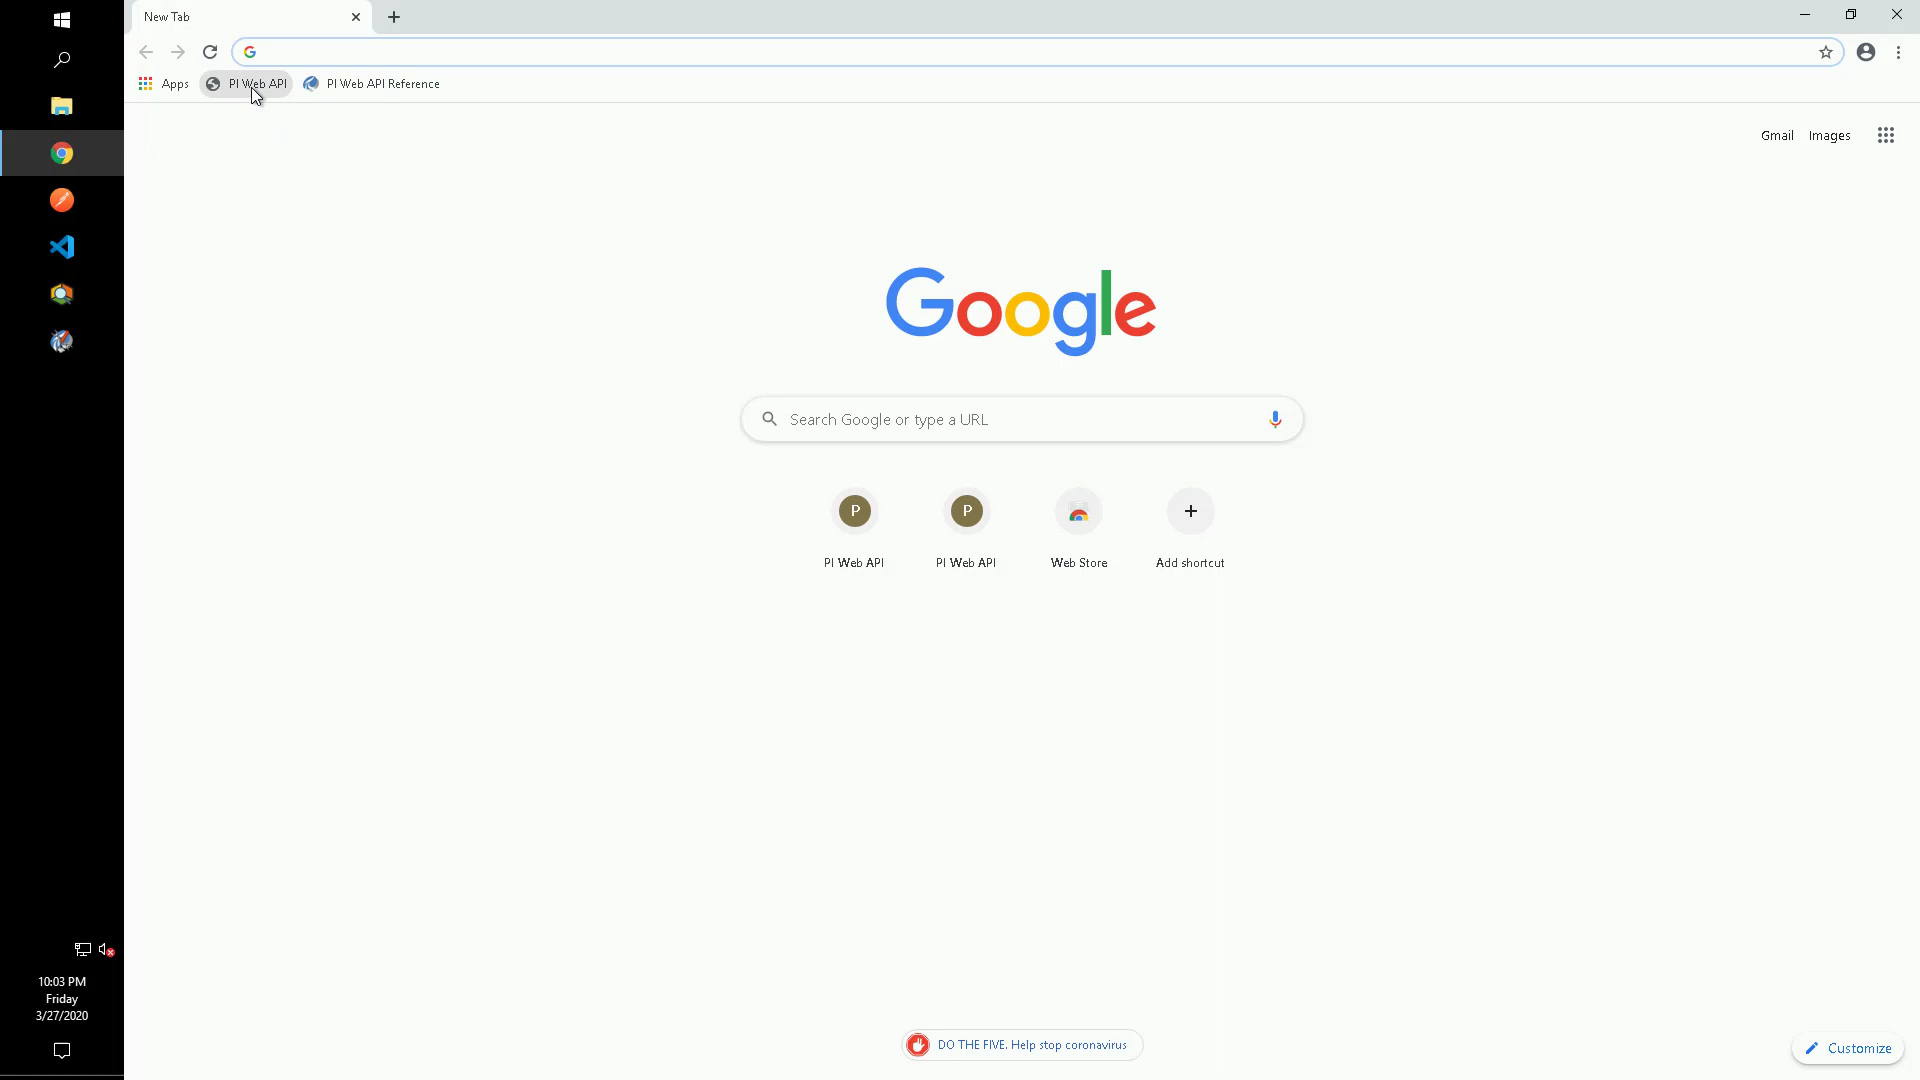 New Tab
Apps
PI Web API
PI Web API Reference
Gmail
Images
Google
Search Google or type a URL
P
P
PI Web API
PI Web API
Web Store
Add shortcut
10:03 PM
Friday
3/27/2020
DO THE FIVE. Help stop coronavirus
Customize